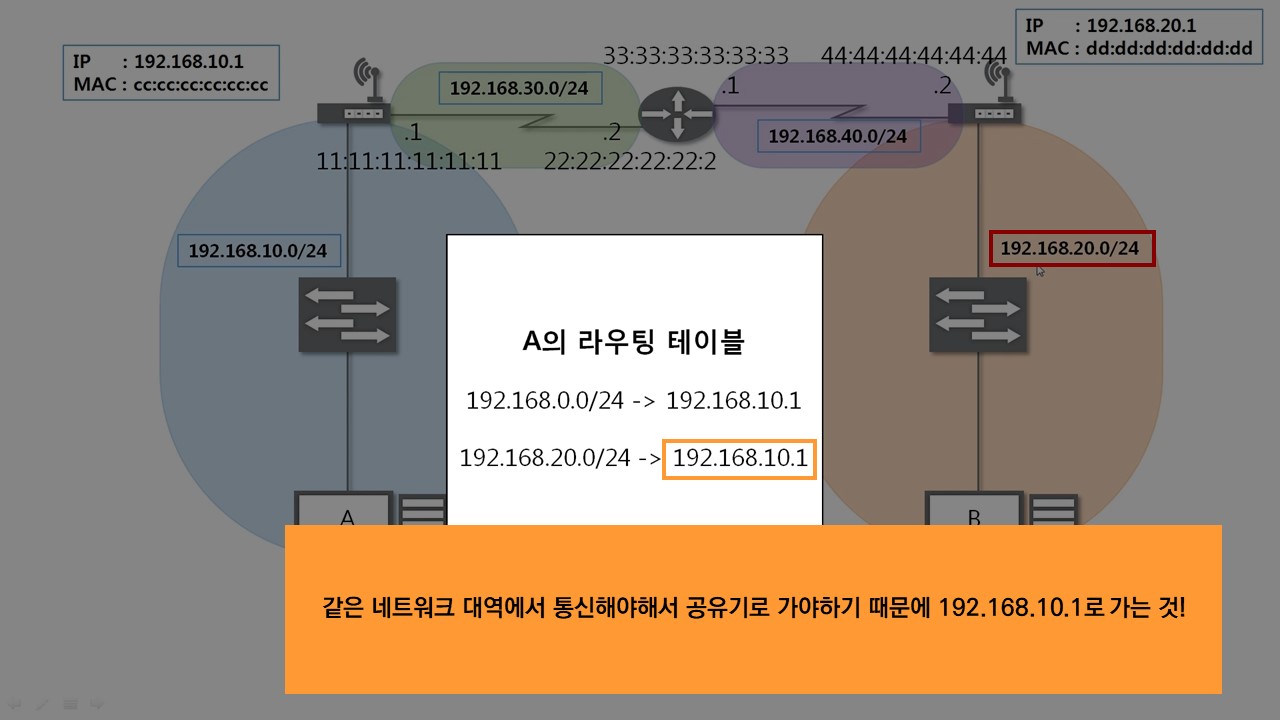 IP : 192.168.10.1
MAC : cc:cc:cc:cc:cc:cc
IP : 192.168.20.1
MAC : dd:dd:dd:dd:dd:dd
33:33:33:33:33:33
44:44:44:44:44:44
192.168.30.0/24
.1
.2
192.168.40.0/24
.1
.2
11:11:11:11:11:11
22:22:22:22:22:2
192.168.10.0/24
192.168.20.0/24
A의 라우팅 테이블
192.168.0.0/24 -> 192.168.10.1
192.168.20.0/24 -> 192.168.10.1
A
B
같은 네트워크 대역에서 통신해야해서 공유기로 가야하기 때문에 192.168.10.1로 가는 것!